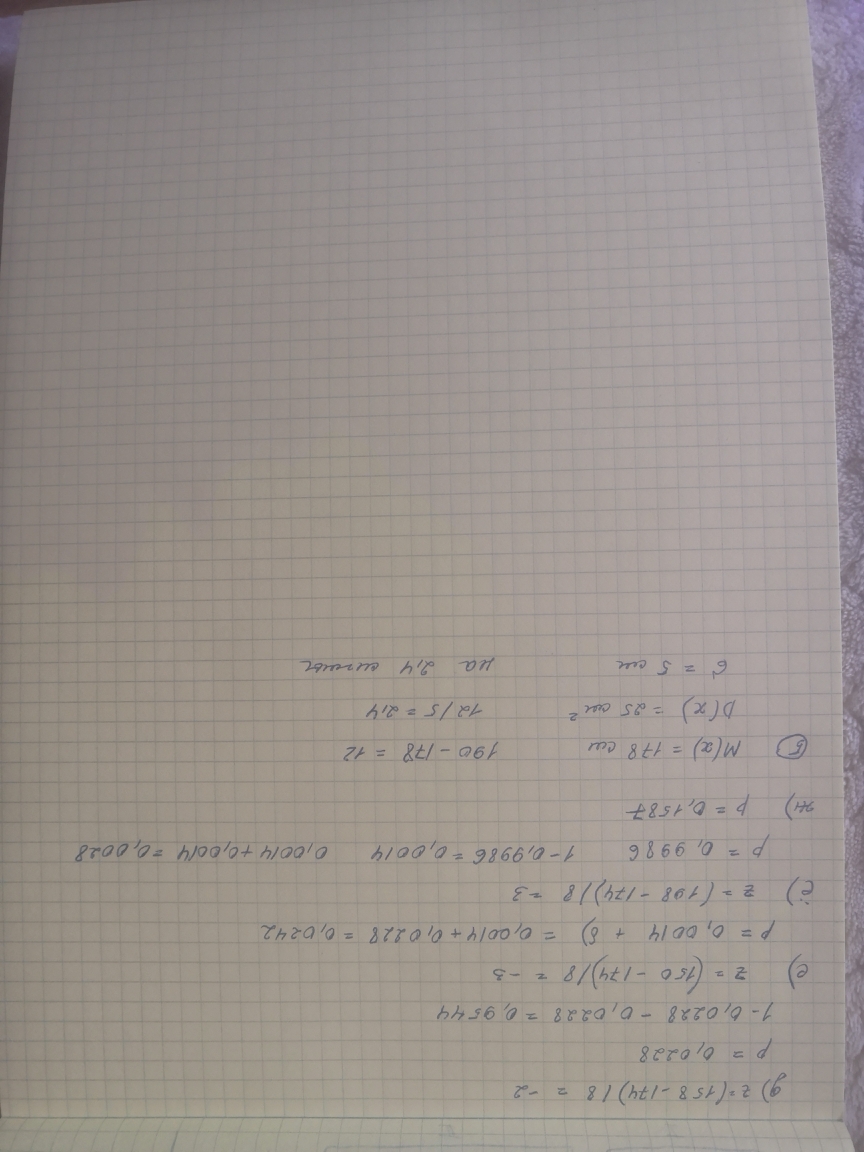 д) z=(158-174)/8 = -2
p = 0,0228
1-0,0228 - 0,0228 = 0,9544
е) z = (150 -174)/8 = -3
p = 0,0014 + б) = 0,0014+0,0228 = 0,0242
ё) z = (198 -174)/8 =3
p = 0,9986 1-0,9986=0,0014 0,0014+0,0014 =0,0028
ж) p = 0,1587
5 M(x) = 178 см 190 -178 = 12
D(x) = 25 см² 12/5 = 2,4
б = 5 см на 2,4 сигмы